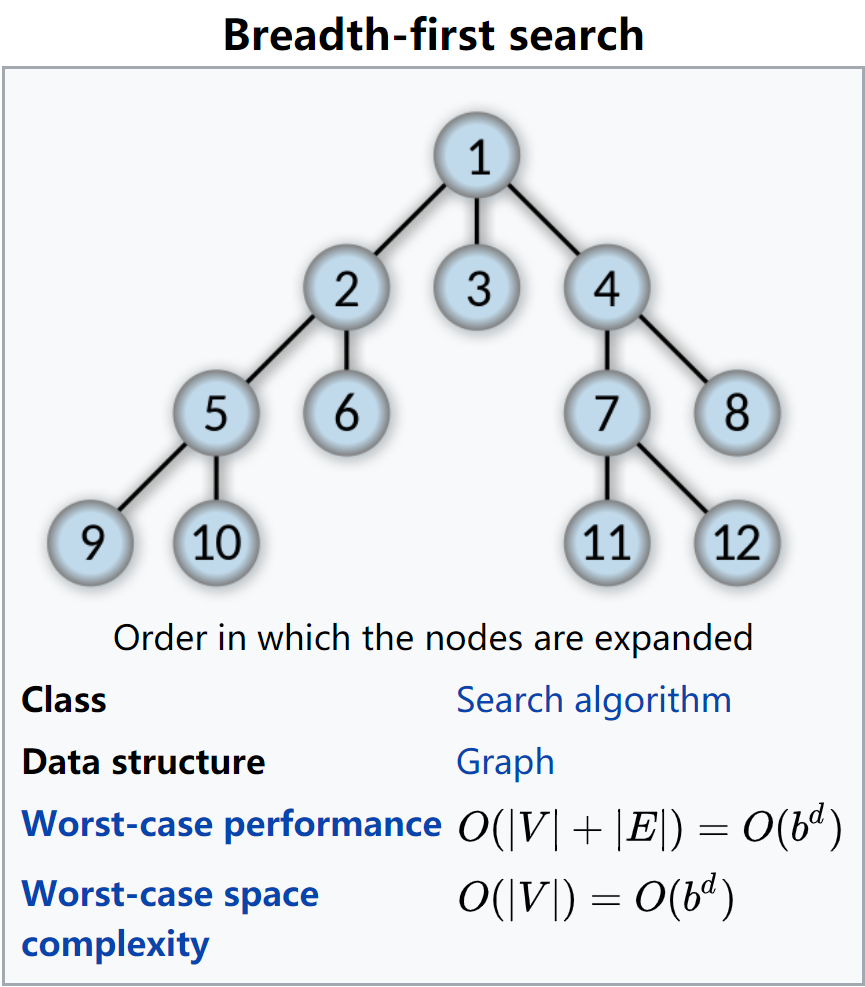 Breadth-first search
1
2 3 4
5 6 7 8
9 10 11 12
Order in which the nodes are expanded
Class Search algorithm
Data structure Graph
Worst-case performance O(|V| + |E|) = O(b^d)
Worst-case space O(|V|) = O(b^d)
complexity